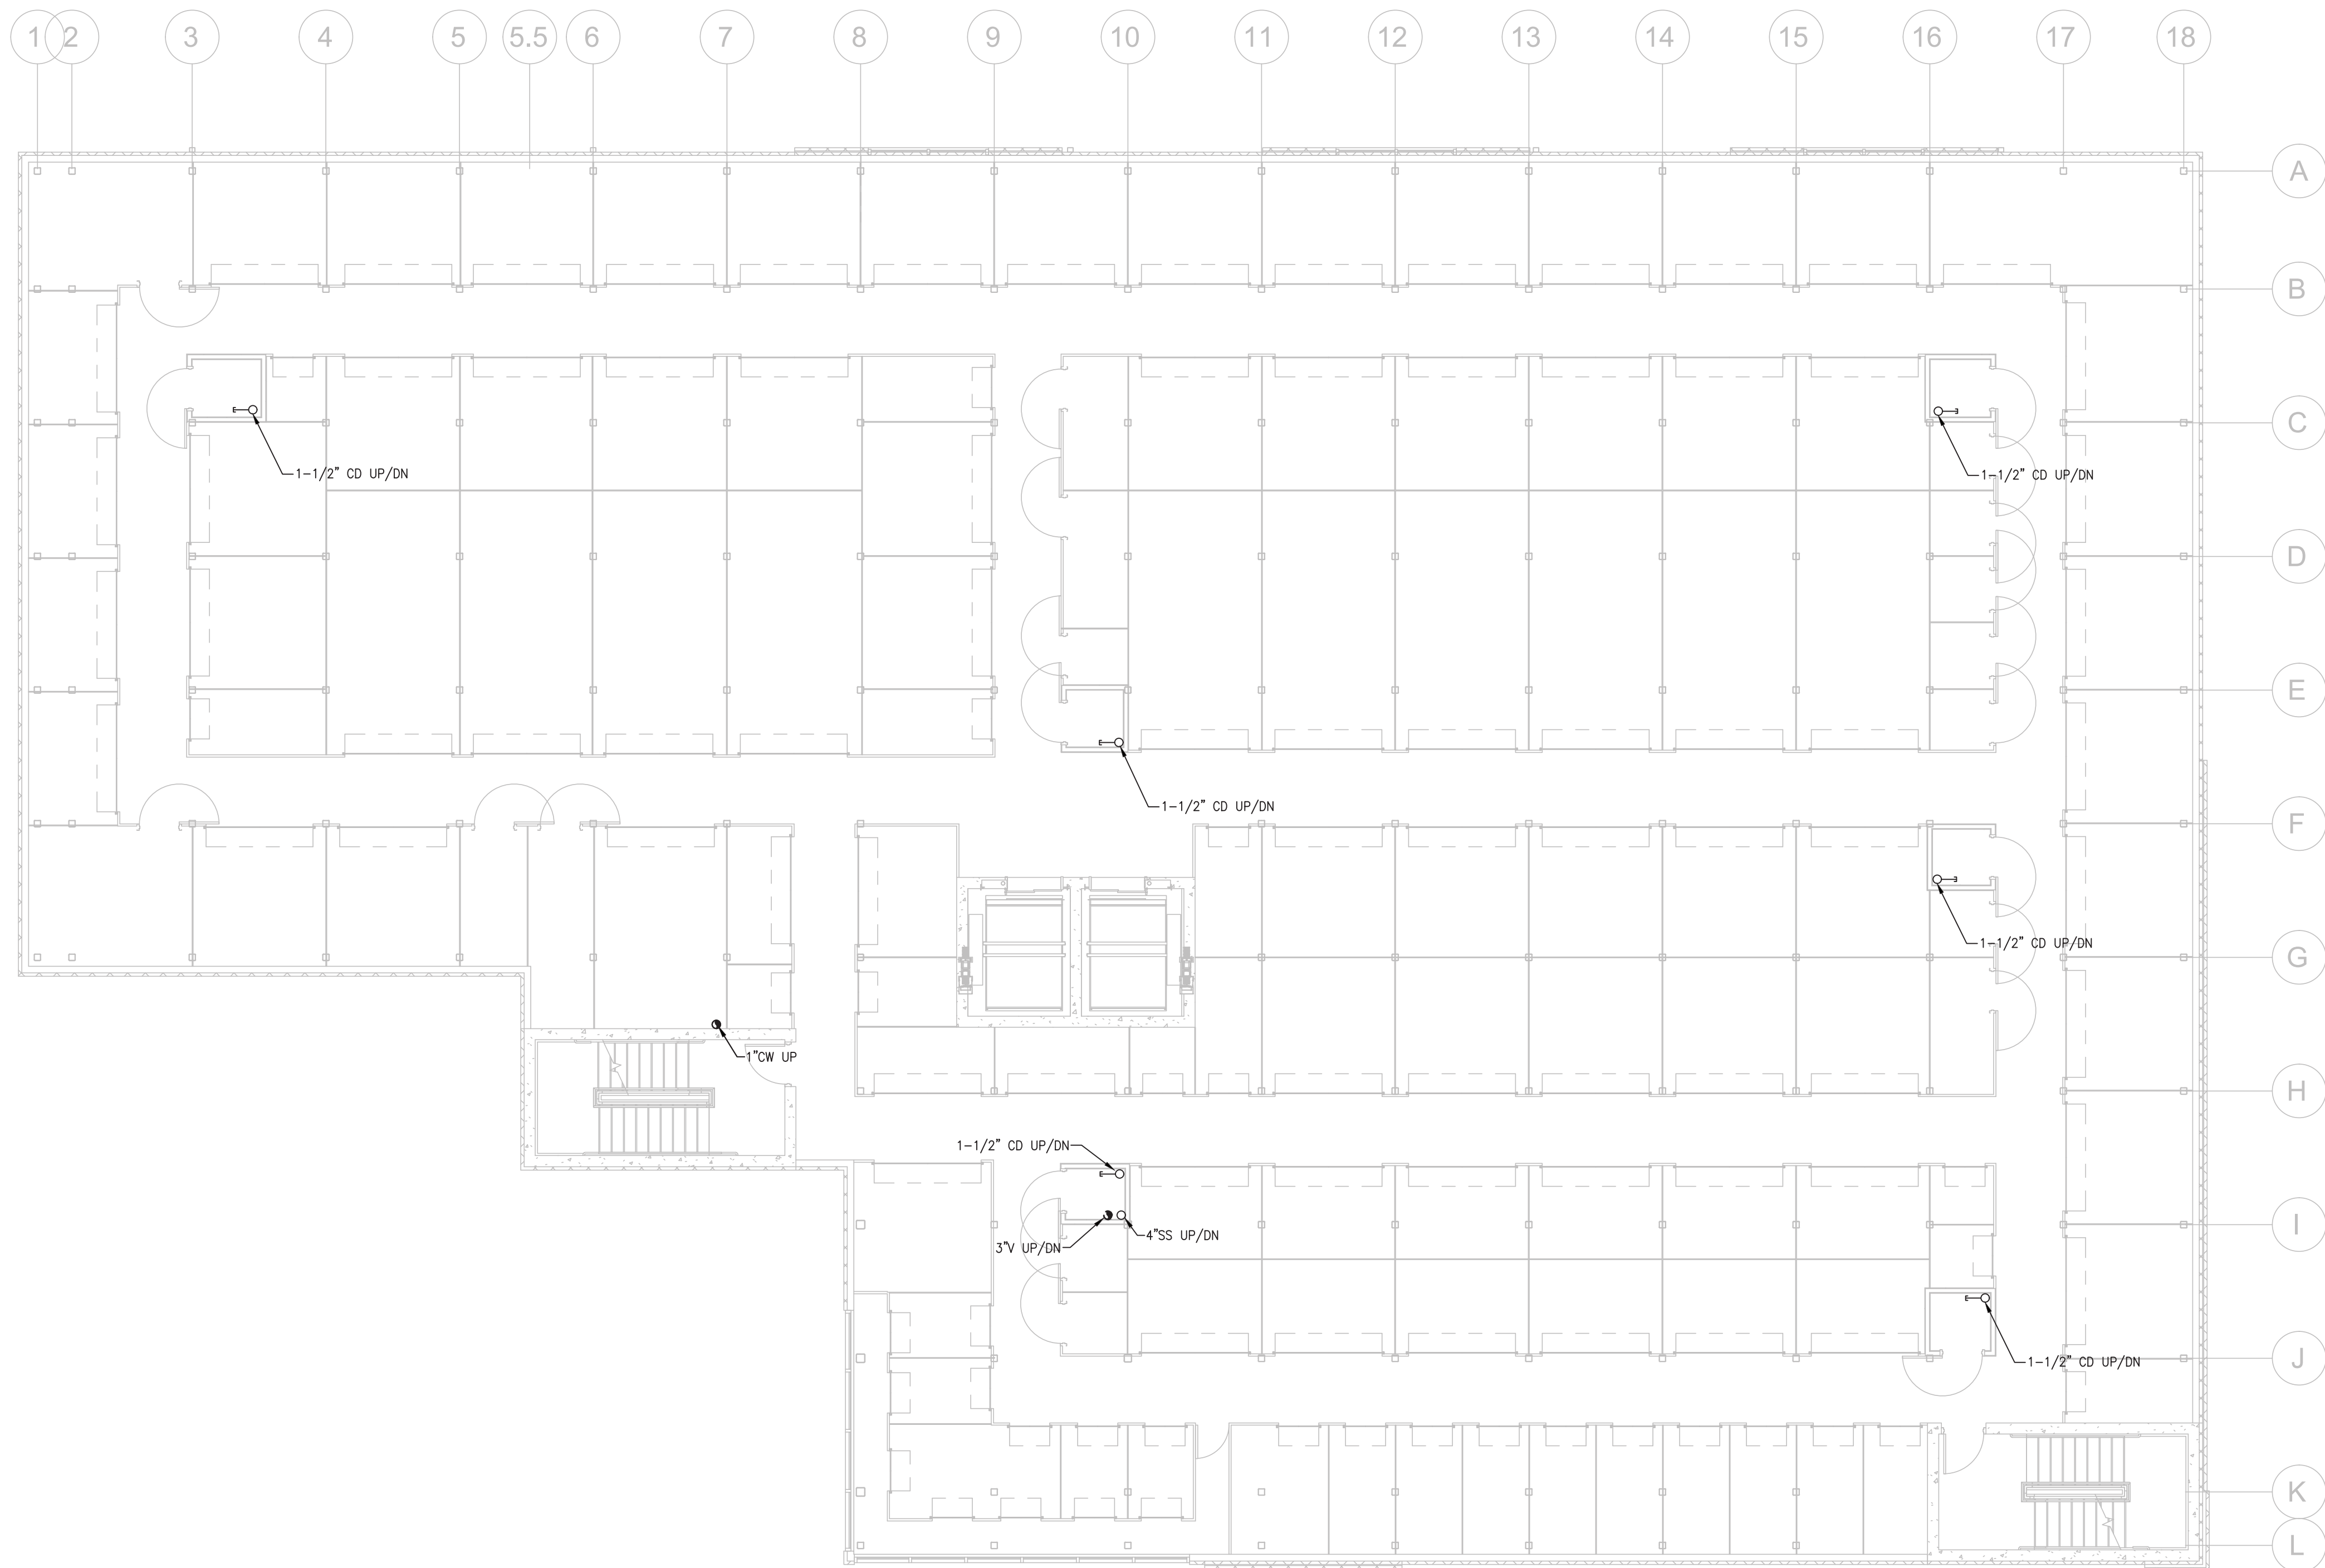 1 2 3 4 5 5.5 6 7 8 9 10 11 12 13 14 15 16 17 18
A
B
C
1-1/2" CD UP/DN
1-1/2" CD UP/DN
D
E
1-1/2" CD UP/DN
F
1-1/2" CD UP/DN
G
1"CW UP
H
1-1/2" CD UP/DN
I
4"SS UP/DN
3"V UP/DN
J
1-1/2" CD UP/DN
K
L